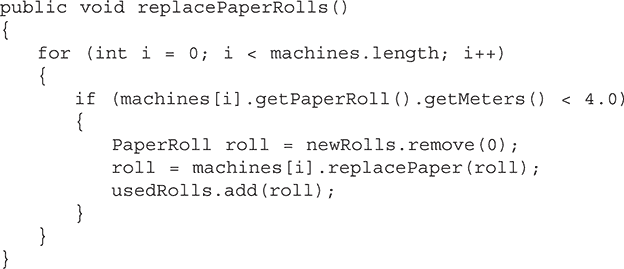 public void replacePaperRolls()
{
    for (int i = 0; i < machines.length; i++)
    {
        if (machines[i].getPaperRoll().getMeters() < 4.0)
        {
            PaperRoll roll = newRolls.remove(0);
            roll = machines[i].replacePaper(roll);
            usedRolls.add(roll);
        }
    }
}